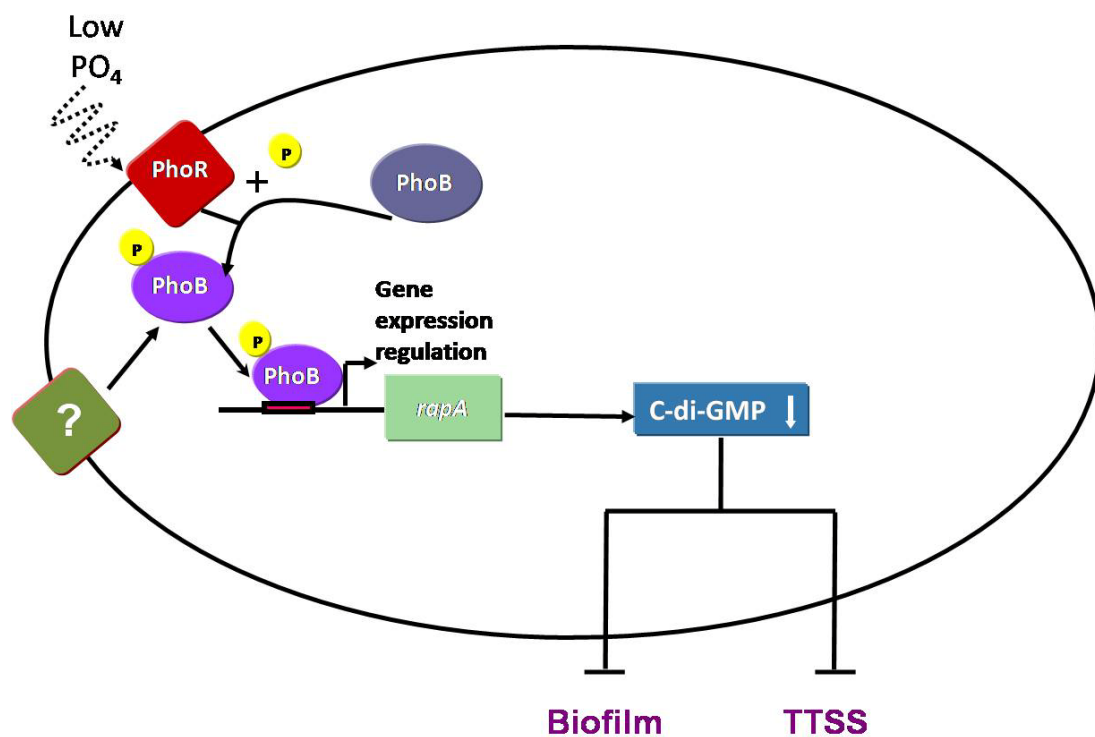 Low
PO₄
PhoR
+
P
PhoB
P
PhoB
Gene
expression
regulation
P
PhoB
?
rapA
C-di-GMP ↓
Biofilm
TTSS